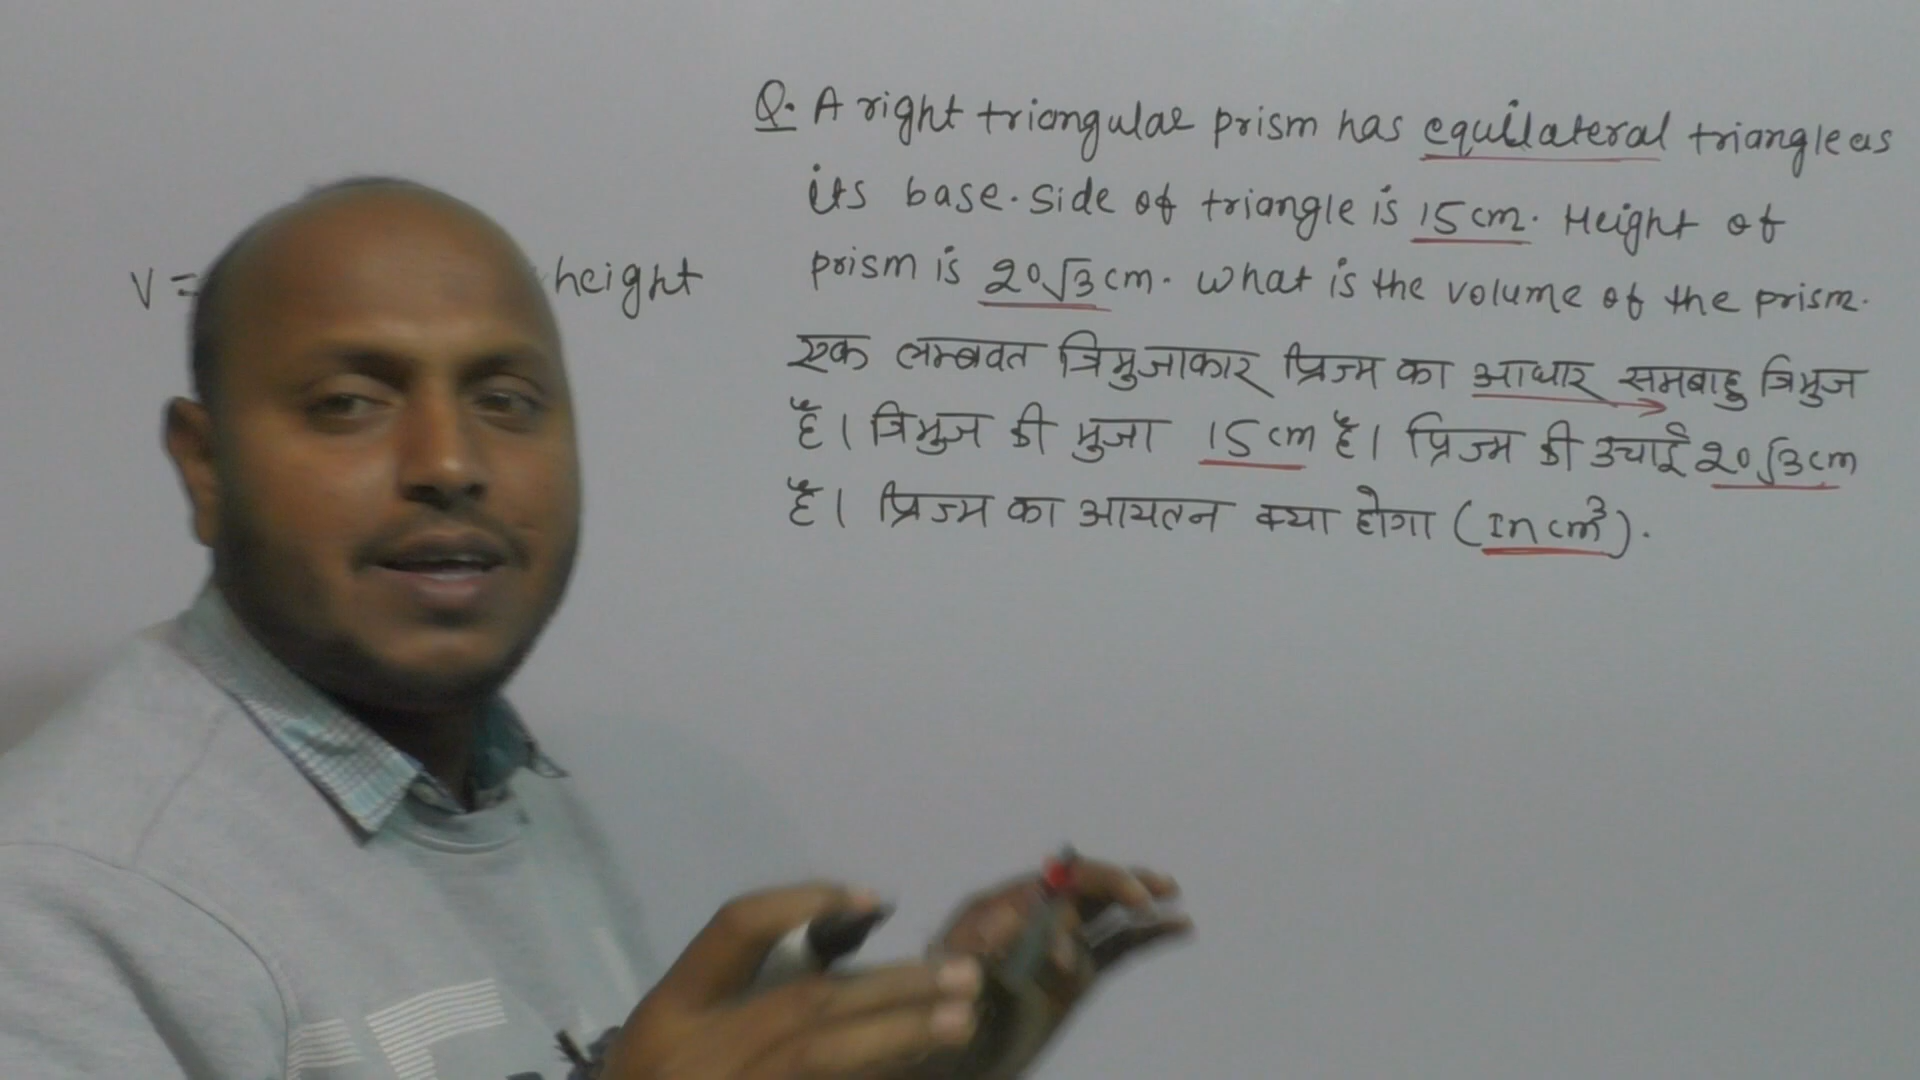 Q. A right triangular prism has equilateral triangle as
its base. Side of triangle is 15 cm. Height of
prism is 20√3 cm. What is the volume of the prism.
एक लम्बवत त्रिभुजाकार प्रिज्म का आधार समबाहु त्रिभुज
है। त्रिभुज की भुजा 15 cm है। प्रिज्म की उचाई 20√3 cm
है। प्रिज्म का आयतन क्या होगा (In cm³).
V =
height